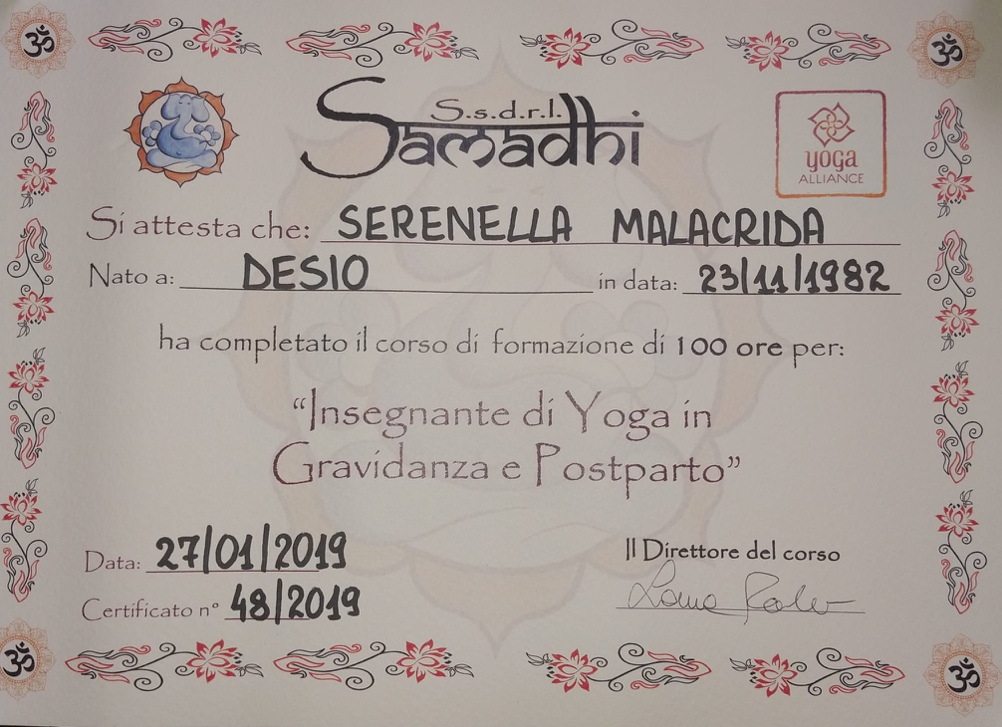 S.s.d.r.l.
Samadhi
yoga
ALLIANCE
Si attesta che: SERENELLA MALACRIDA
Nato a: DESIO in data: 23/11/1982
ha completato il corso di formazione di 100 ore per:
“Insegnante di Yoga in
Gravidanza e Postparto”
Data: 27/01/2019
Il Direttore del corso
Certificato n° 48/2019